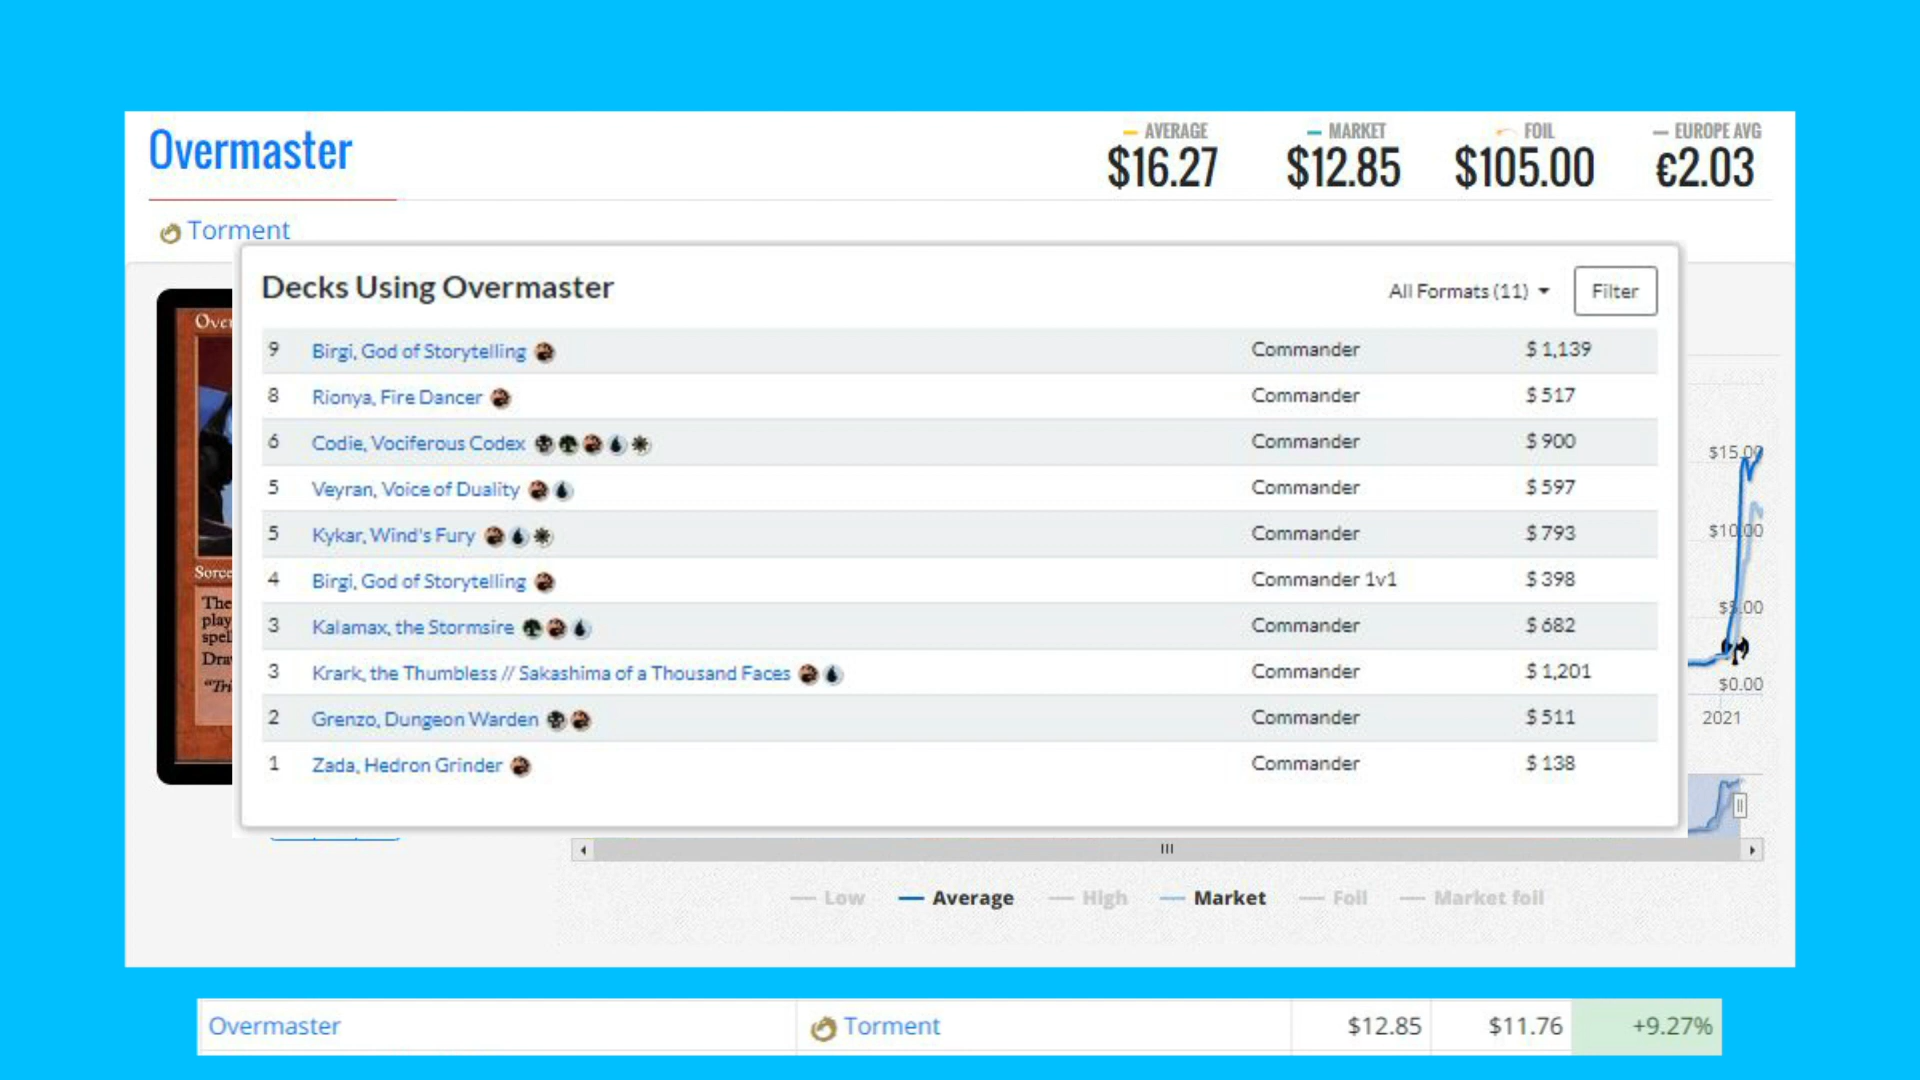 Overmaster
AVERAGE
$16.27
MARKET
$12.85
FOIL
$105.00
EUROPE AVG
€2.03
Torment
Decks Using Overmaster
All Formats (11)
Filter
9 Birgi, God of Storytelling Commander $ 1,139
8 Rionya, Fire Dancer Commander $ 517
6 Codie, Vociferous Codex Commander $ 900
5 Veyran, Voice of Duality Commander $ 597
5 Kykar, Wind's Fury Commander $ 793
4 Birgi, God of Storytelling Commander 1v1 $ 398
3 Kalamax, the Stormsire Commander $ 682
3 Krark, the Thumbless // Sakashima of a Thousand Faces Commander $ 1,201
2 Grenzo, Dungeon Warden Commander $ 511
1 Zada, Hedron Grinder Commander $ 138
The
play
$15.00
$10.00
$5.00
$0.00
2021
Low Average High Market Foil Market foil
Overmaster Torment $12.85 $11.76 +9.27%